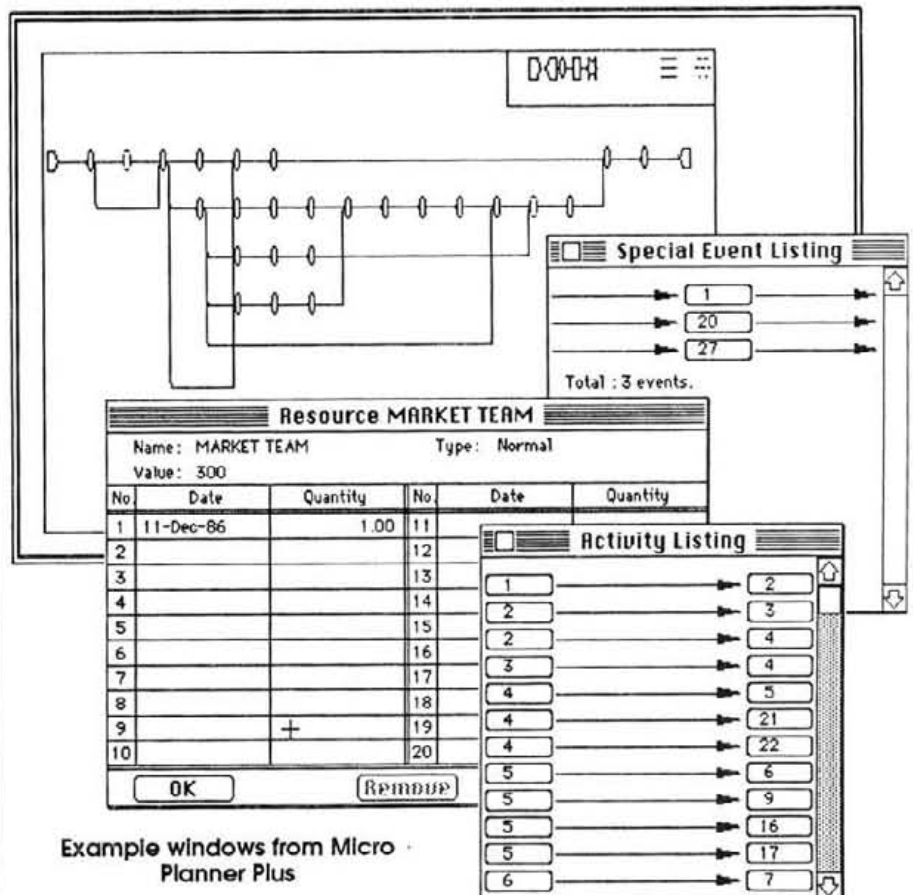 Special Event Listing
1
20
27
Total : 3 events.
Resource MARKET TEAM
Name: MARKET TEAM Type: Normal
Value: 300
No. Date Quantity No. Date Quantity
1 11-Dec-86 1.00 11
2 12
3 13
4 14
5 15
6 16
7 17
8 18
9 19
10 20
OK Remove
Activity Listing
1 2
2 3
2 4
3 4
4 5
4 21
4 22
5 6
5 9
5 16
5 17
6 7
Example windows from Micro
Planner Plus